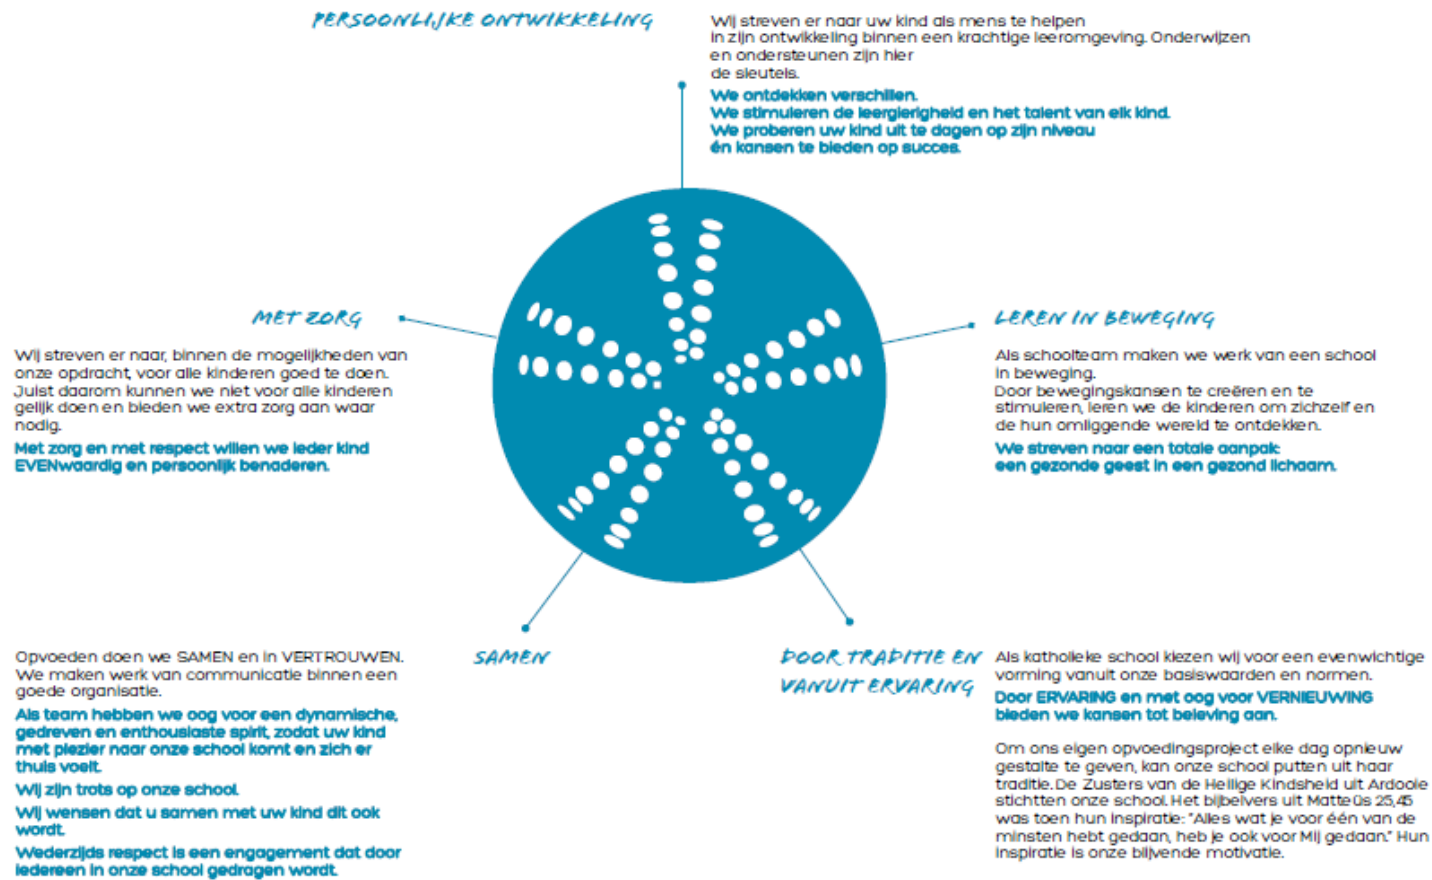 PERSOONLIJKE ONTWIKKELING
Wij streven er naar uw kind als mens te helpen
in zijn ontwikkeling binnen een krachtige leeromgeving. Onderwijzen
en ondersteunen zijn hier
de sleutels.
We ontdekken verschillen.
We stimuleren de leergierigheid en het talent van elk kind.
We proberen uw kind uit te dagen op zijn niveau
én kansen te bieden op succes.
MET ZORG
Wij streven er naar, binnen de mogelijkheden van
onze opdracht, voor alle kinderen goed te doen.
Juist daarom kunnen we niet voor alle kinderen
gelijk doen en bieden we extra zorg aan waar
nodig.
Met zorg en met respect willen we ieder kind
EVENwaardig en persoonlijk benaderen.
LEREN IN BEWEGING
Als schoolteam maken we werk van een school
in beweging.
Door bewegingskansen te creëren en te
stimuleren, leren we de kinderen om zichzelf en
de hun omliggende wereld te ontdekken.
We streven naar een totale aanpak:
een gezonde geest in een gezond lichaam.
SAMEN
Opvoeden doen we SAMEN en in VERTROUWEN.
We maken werk van communicatie binnen een
goede organisatie.
Als team hebben we oog voor een dynamische,
gedreven en enthousiaste spirit, zodat uw kind
met plezier naar onze school komt en zich er
thuis voelt.
Wij zijn trots op onze school.
Wij wensen dat u samen met uw kind dit ook
wordt.
Wederzijds respect is een engagement dat door
iedereen in onze school gedragen wordt.
DOOR TRADITIE EN
VANUIT ERVARING
Als katholieke school kiezen wij voor een evenwichtige
vorming vanuit onze basiswaarden en normen.
Door ERVARING en met oog voor VERNIEUWING
bieden we kansen tot beleving aan.
Om ons eigen opvoedingsproject elke dag opnieuw
gestalte te geven, kan onze school putten uit haar
traditie. De Zusters van de Heilige Kindsheid uit Ardooie
stichtten onze school. Het bijbelvers uit Matteüs 25,45
was toen hun inspiratie: "Alles wat je voor één van de
minsten hebt gedaan, heb je ook voor Mij gedaan." Hun
inspiratie is onze blijvende motivatie.